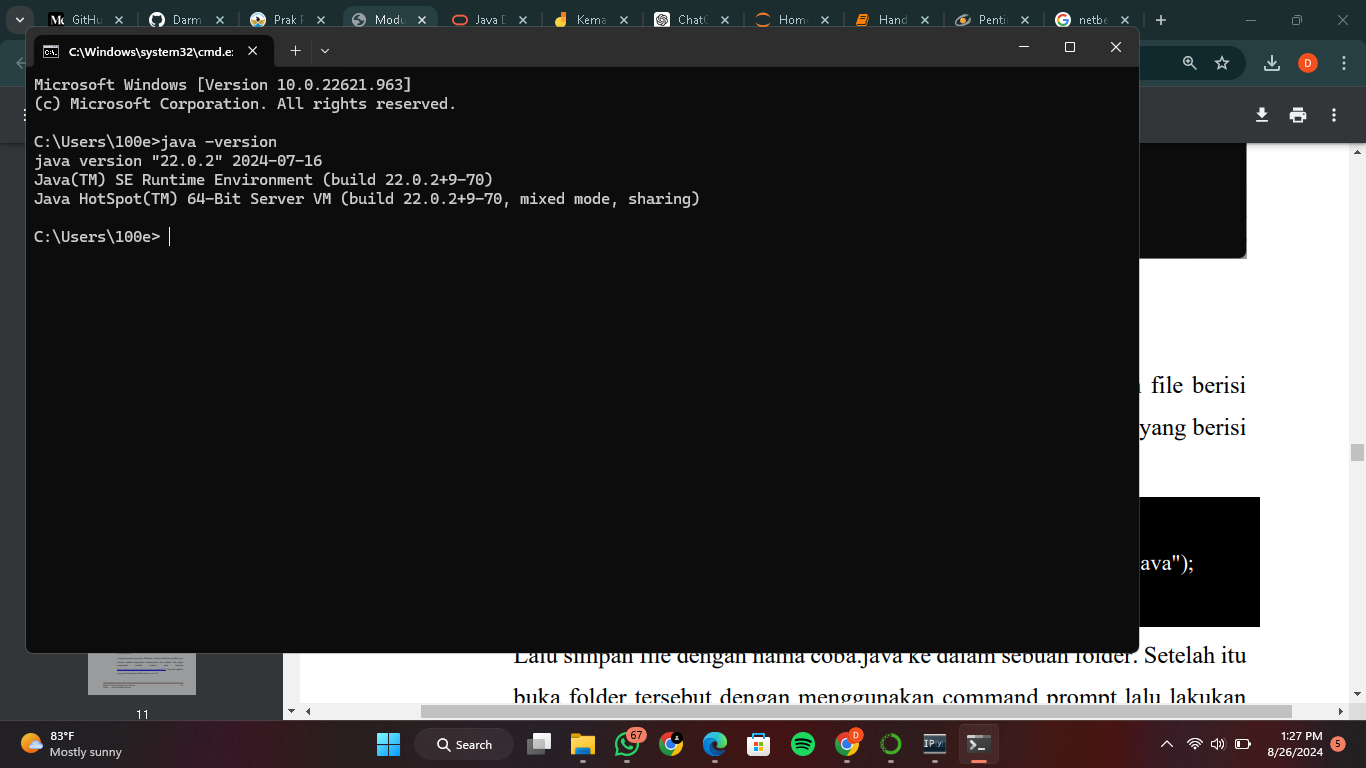 GitHu
Darm
Prak F
Modu
Java D
Kema
ChatG
Home
Hand
Pentin
netbe
C:\Windows\system32\cmd.e:
D
Microsoft Windows [Version 10.0.22621.963]
(c) Microsoft Corporation. All rights reserved.
C:\Users\100e>java -version
java version "22.0.2" 2024-07-16
Java(TM) SE Runtime Environment (build 22.0.2+9-70)
Java HotSpot(TM) 64-Bit Server VM (build 22.0.2+9-70, mixed mode, sharing)
C:\Users\100e>
file berisi
yang berisi
ava");
Lalu simpan file dengan nama coba.java ke dalam sebuah folder. Setelah itu
buka folder tersebut dengan menggunakan command prompt lalu lakukan
11
83°F
Mostly sunny
Search
67
D
IPy
1:27 PM
8/26/2024
5